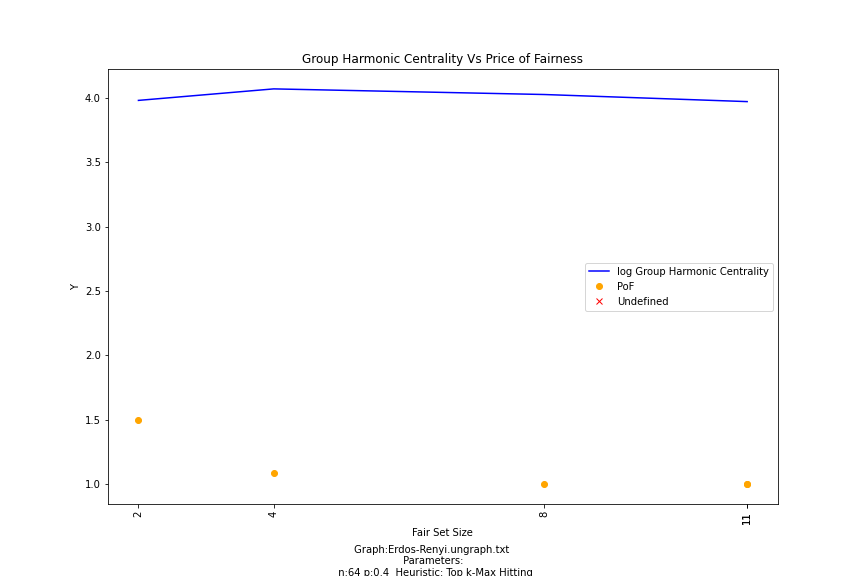 Group Harmonic Centrality Vs Price of Fairness
4.0
3.5
3.0
2.5
2.0
1.5
1.0
Y
log Group Harmonic Centrality
PoF
Undefined
2
4
8
11
Fair Set Size
Graph:Erdos-Renyi.ungraph.txt
Parameters:
n:64 p:0.4 Heuristic: Top k-Max Hitting